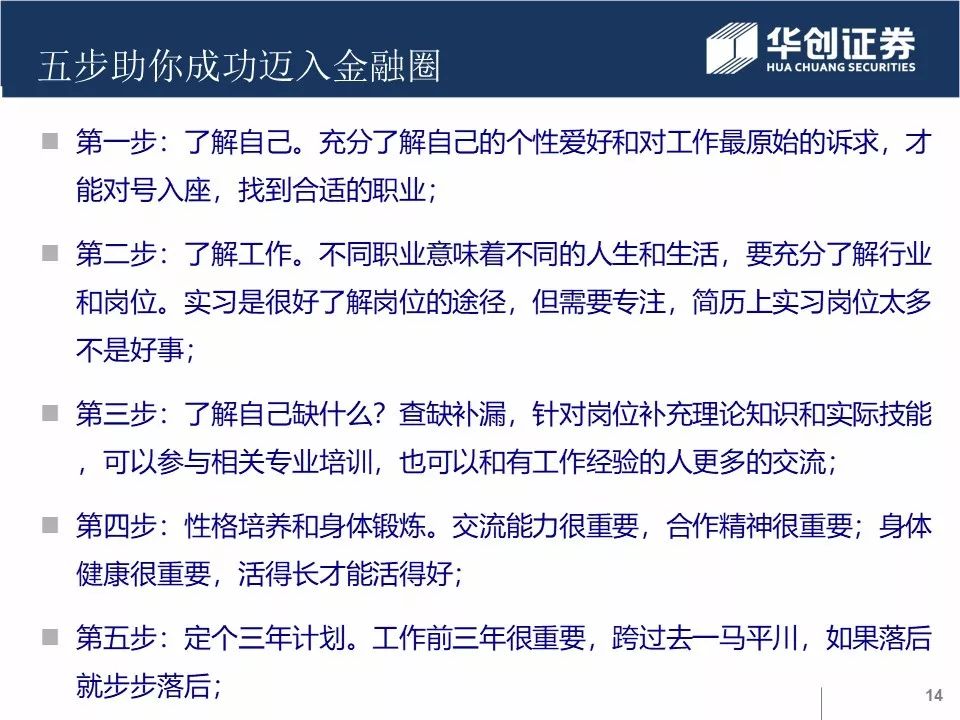 五步助你成功迈入金融圈
华创证券
HUA CHUANG SECURITIES
第一步：了解自己。充分了解自己的个性爱好和对工作最原始的诉求，才
能对号入座，找到合适的职业；
第二步：了解工作。不同职业意味着不同的人生和生活，要充分了解行业
和岗位。实习是很好了解岗位的途径，但需要专注，简历上实习岗位太多
不是好事；
第三步：了解自己缺什么？查缺补漏，针对岗位补充理论知识和实际技能
，可以参与相关专业培训，也可以和有工作经验的人更多的交流；
第四步：性格培养和身体锻炼。交流能力很重要，合作精神很重要；身体
健康很重要，活得长才能活得好；
第五步：定个三年计划。工作前三年很重要，跨过去一马平川，如果落后
就步步落后；
14